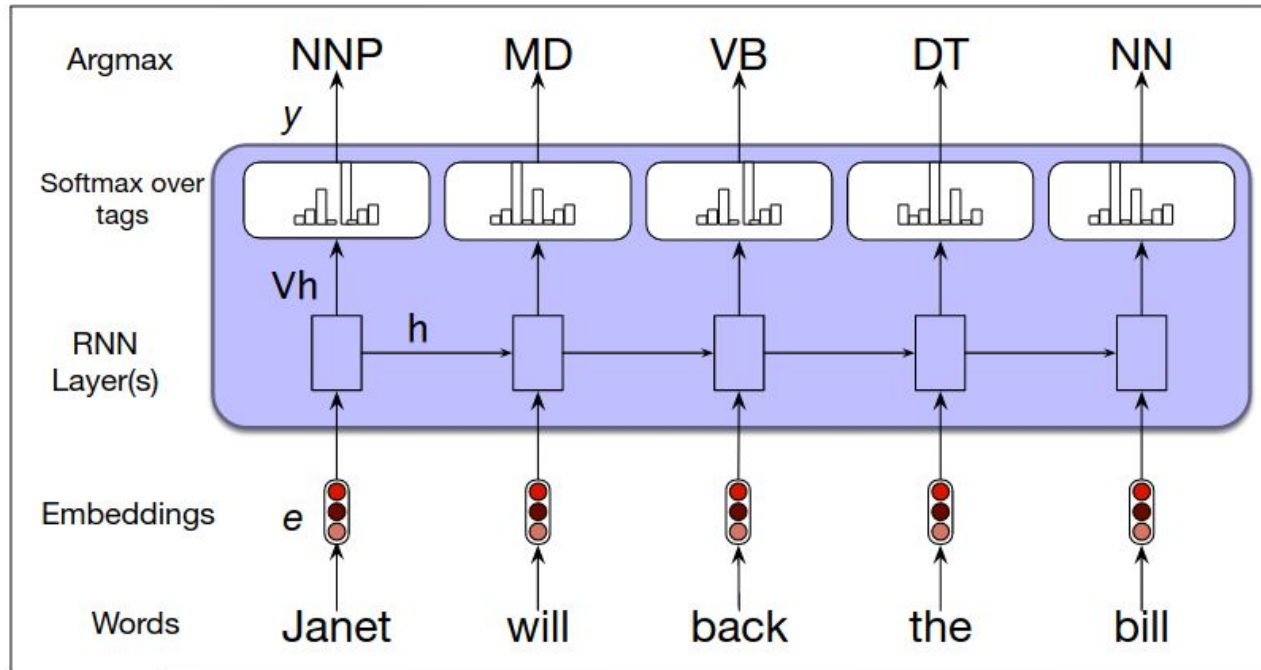 Argmax NNP MD VB DT NN
y
Softmax over
tags
Vh
h
RNN
Layer(s)
Embeddings e
Words Janet will back the bill